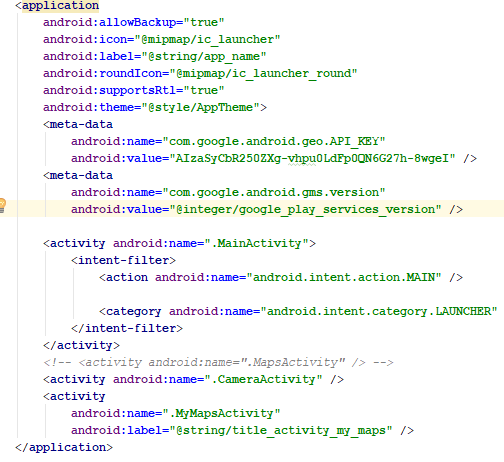 <application
android:allowBackup="true"
android:icon="@mipmap/ic_launcher"
android:label="@string/app_name"
android:roundIcon="@mipmap/ic_launcher_round"
android:supportsRtl="true"
android:theme="@style/AppTheme">
<meta-data
android:name="com.google.android.geo.API_KEY"
android:value="AIzaSyCbR250ZXg-vhpu0LdFp0QN6G27h-8wgeI" />
<meta-data
android:name="com.google.android.gms.version"
android:value="@integer/google_play_services_version" />
<activity android:name=".MainActivity">
<intent-filter>
<action android:name="android.intent.action.MAIN" />
<category android:name="android.intent.category.LAUNCHER"
</intent-filter>
</activity>
<!-- <activity android:name=".MapsActivity" /> -->
<activity android:name=".CameraActivity" />
<activity
android:name=".MyMapsActivity"
android:label="@string/title_activity_my_maps" />
</application>